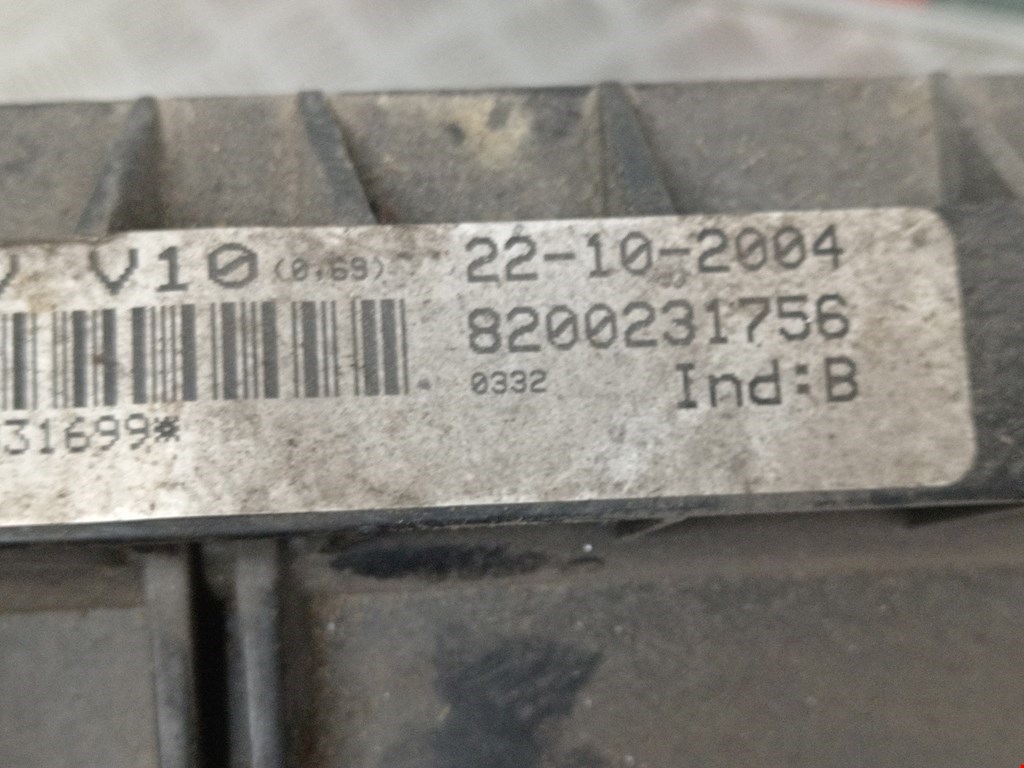 V10 (0.69) 22-10-2004
8200231756
0332 Ind:B
31699*